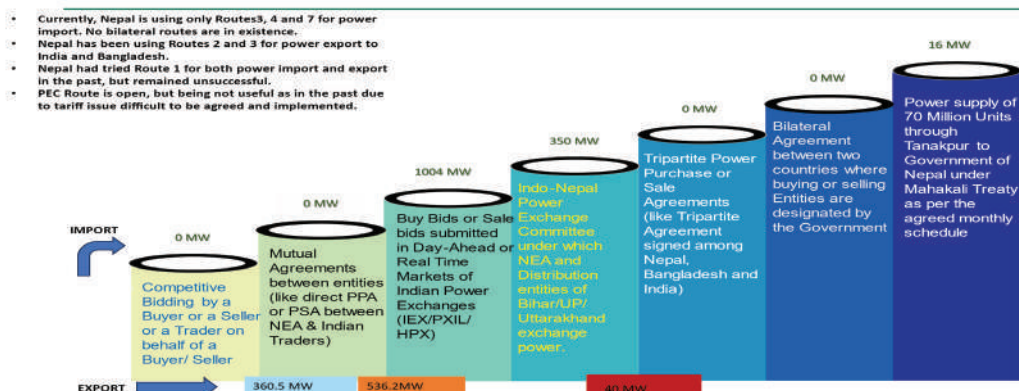 • Currently, Nepal is using only Routes3, 4 and 7 for power
import. No bilateral routes are in existence.
• Nepal has been using Routes 2 and 3 for power export to
India and Bangladesh.
• Nepal had tried Route 1 for both power import and export
in the past, but remained unsuccessful.
• PEC Route is open, but being not useful as in the past due
to tariff issue difficult to be agreed and implemented.
IMPORT
0 MW
Competitive
Bidding by a
Buyer or a Seller
or a Trader on
behalf of a
Buyer/ Seller
0 MW
Mutual
Agreements
between entities
(like direct PPA
or PSA between
NEA & Indian
Traders)
1004 MW
Buy Bids or Sale
bids submitted
in Day-Ahead or
Real Time
Markets of
Indian Power
Exchanges
(IEX/PXIL/
HPX)
350 MW
Indo-Nepal
Power
Exchange
Committee
under which
NEA and
Distribution
entities of
Bihar/UP/
Uttarakhand
exchange
power.
0 MW
Tripartite Power
Purchase or
Sale
Agreements
(like Tripartite
Agreement
signed among
Nepal,
Bangladesh and
India)
0 MW
Bilateral
Agreement
between two
countries where
buying or selling
Entities are
designated by
the Government
16 MW
Power supply of
70 Million Units
through
Tanakpur to
Government of
Nepal under
Mahakali Treaty
as per the
agreed monthly
schedule
EXPORT
360.5 MW
536.2MW
40 MW